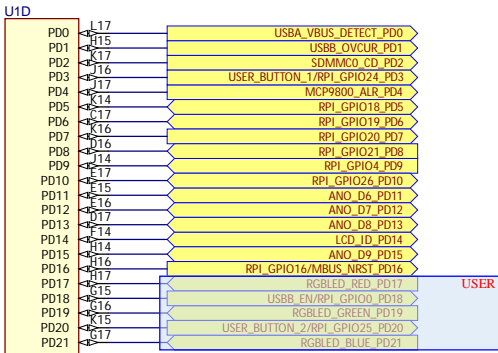 U1D
PD0 L17 USBA_VBUS_DETECT_PD0
PD1 H15 USBB_OVCUR_PD1
PD2 K17 SDMMC0_CD_PD2
PD3 J16 USER_BUTTON_1/RPI_GPIO24_PD3
PD4 J17 MCP9800_ALR_PD4
PD5 K14 RPI_GPIO18_PD5
PD6 C17 RPI_GPIO19_PD6
PD7 K16 RPI_GPIO20_PD7
PD8 D16 RPI_GPIO21_PD8
PD9 J14 RPI_GPIO4_PD9
PD10 E17 RPI_GPIO26_PD10
PD11 E15 ANO_D6_PD11
PD12 E16 ANO_D7_PD12
PD13 D17 ANO_D8_PD13
PD14 F14 LCD_ID_PD14
PD15 H14 ANO_D9_PD15
PD16 H16 RPI_GPIO16/MBUS_NRST_PD16
PD17 H17 RGBLED_RED_PD17 USER
PD18 G15 USBB_EN/RPI_GPIO0_PD18
PD19 G16 RGBLED_GREEN_PD19
PD20 K15 USER_BUTTON_2/RPI_GPIO25_PD20
PD21 G17 RGBLED_BLUE_PD21